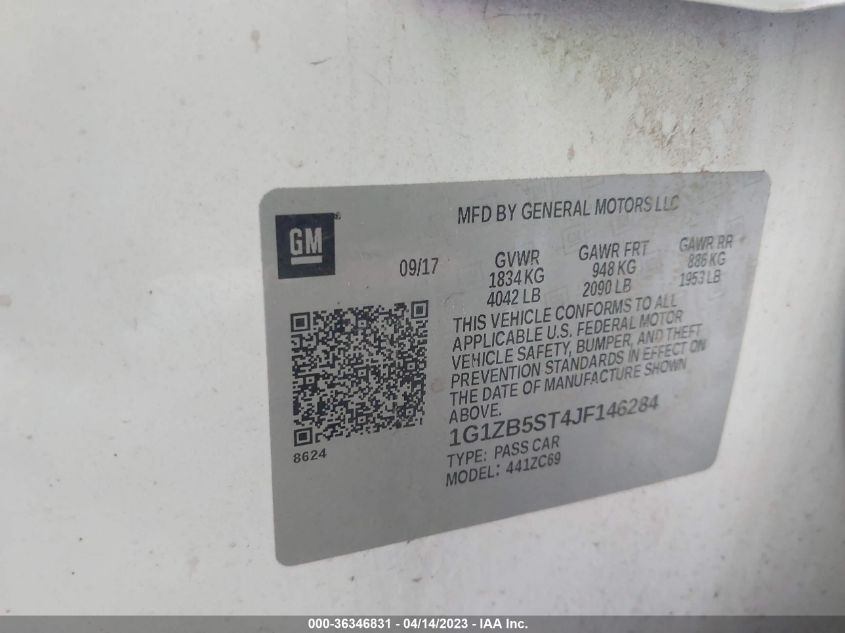 MFD BY GENERAL MOTORS LLC
GM
09/17
GVWR
1834 KG
4042 LB
GAWR FRT
948 KG
2090 LB
GAWR RR
886 KG
1953 LB
THIS VEHICLE CONFORMS TO ALL
APPLICABLE U.S. FEDERAL MOTOR
VEHICLE SAFETY, BUMPER, AND THEFT
PREVENTION STANDARDS IN EFFECT ON
THE DATE OF MANUFACTURE SHOWN
ABOVE.
1G1ZB5ST4JF146284
TYPE: PASS CAR
MODEL: 441ZC69
8624
000-36346831 - 04/14/2023 - IAA Inc.